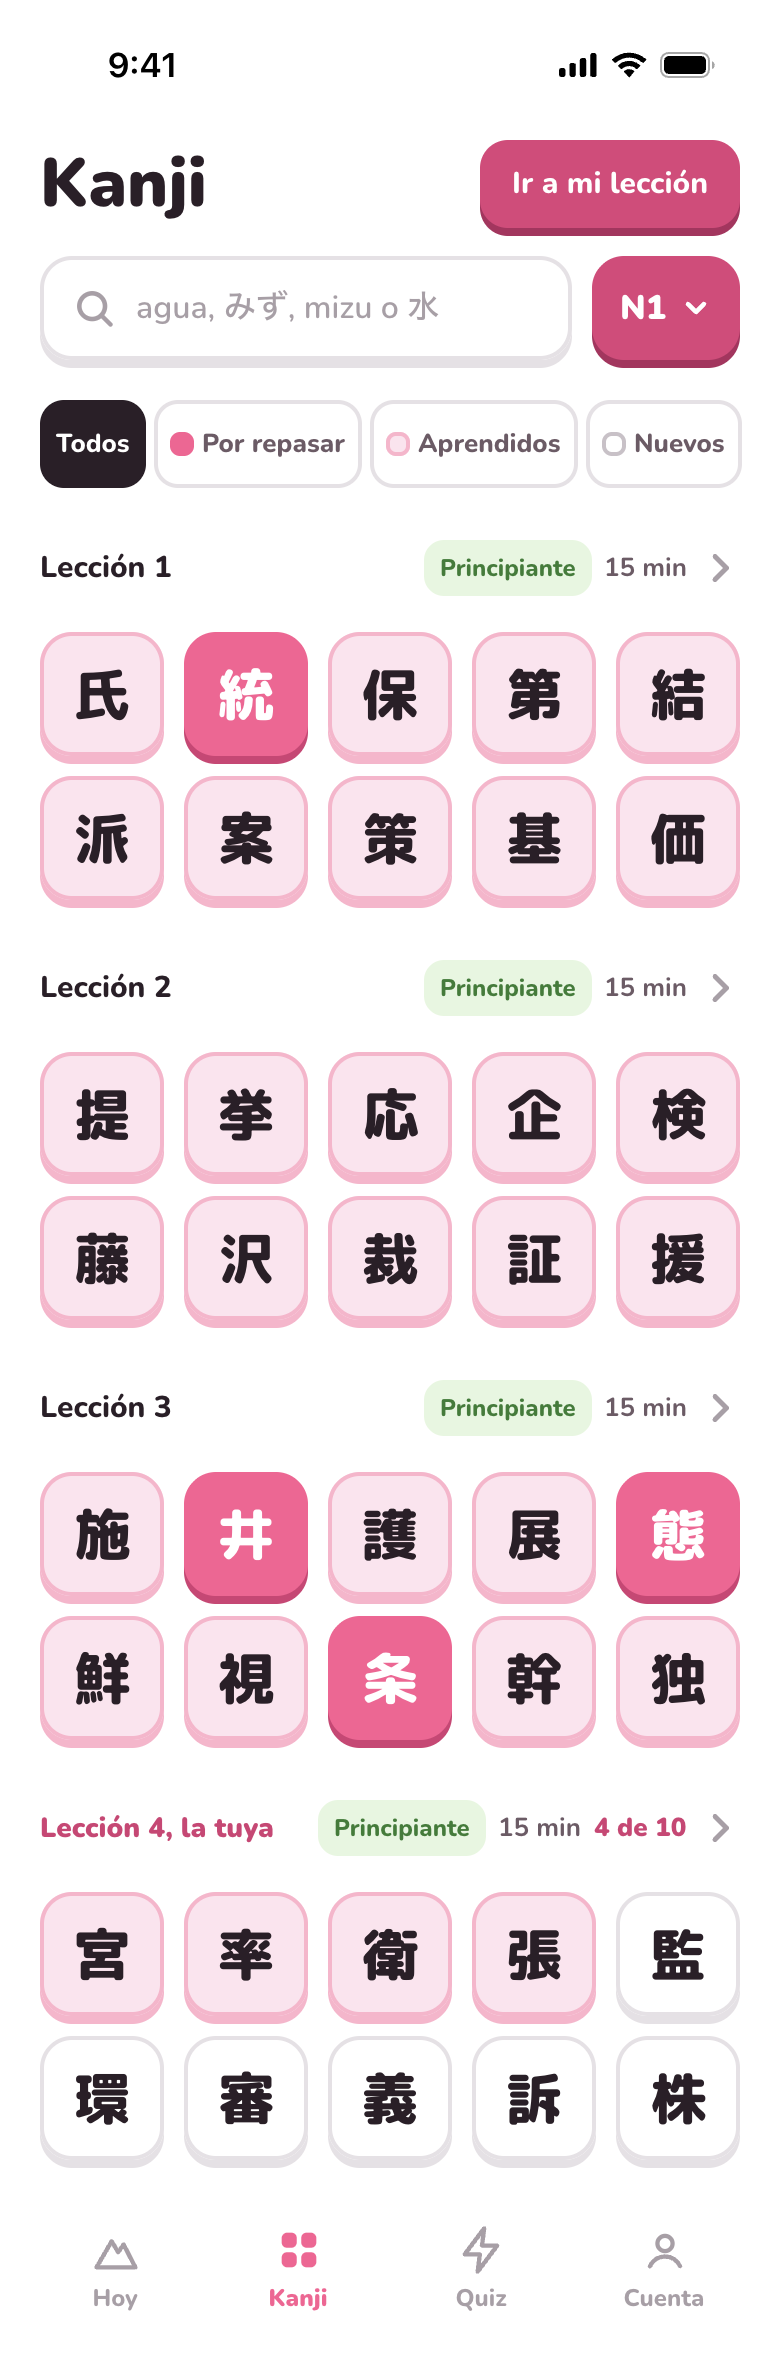 9:41
Kanji
Ir a mi lección
agua, みず, mizu o 水
N1
Todos
Por repasar
Aprendidos
Nuevos
Lección 1
Principiante
15 min
氏 統 保 第 結
派 案 策 基 価
Lección 2
Principiante
15 min
提 挙 応 企 検
藤 沢 裁 証 援
Lección 3
Principiante
15 min
施 井 護 展 態
鮮 視 条 幹 独
Lección 4, la tuya
Principiante
15 min
4 de 10
宮 率 衛 張 監
環 審 義 訴 株
Hoy
Kanji
Quiz
Cuenta